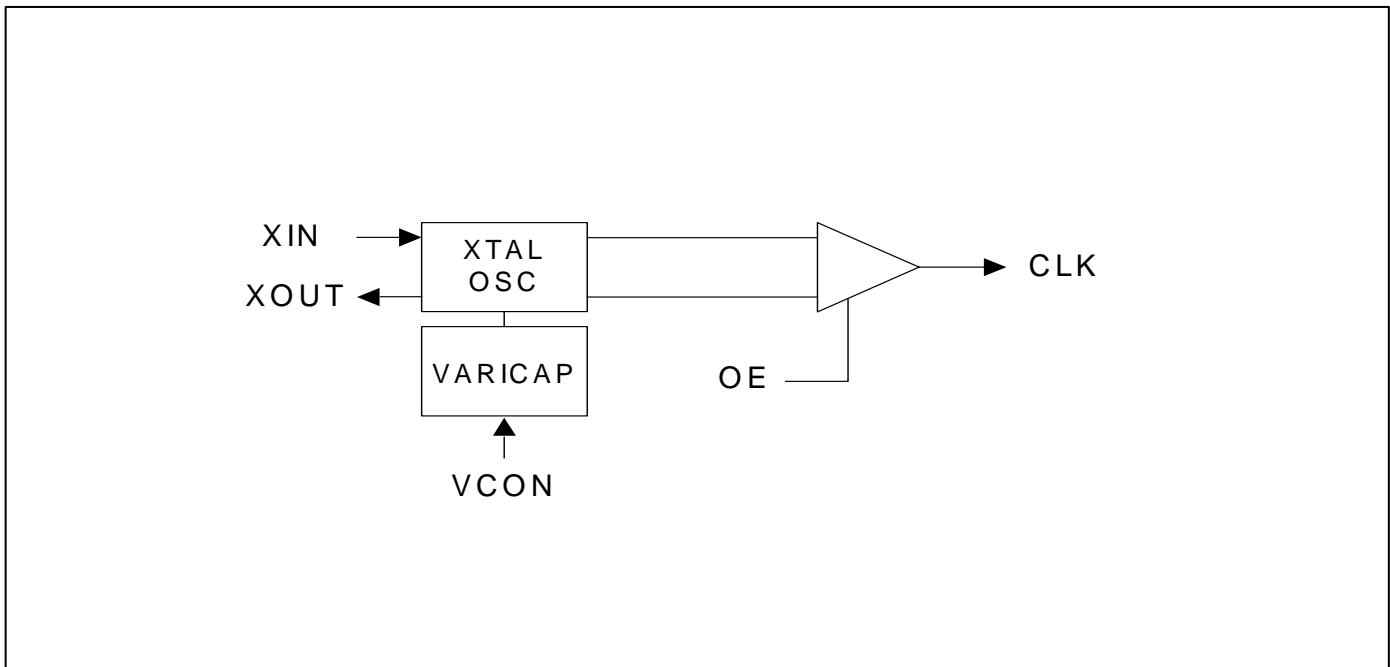 XIN
XTAL
OSC
CLK
XOUT
VARICAP
OE
VCON